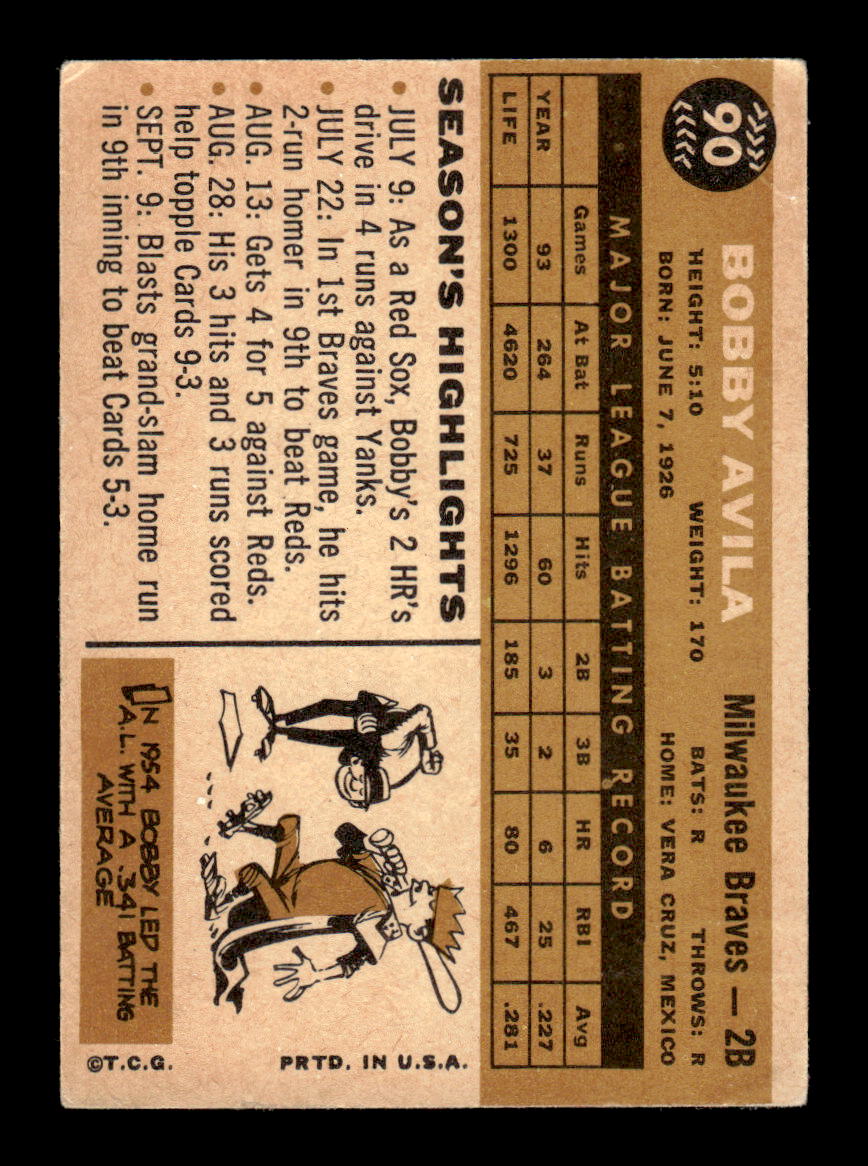 90
BOBBY AVILA Milwaukee Braves — 2B
HEIGHT: 5:10 WEIGHT: 170 BATS: R THROWS: R
BORN: JUNE 7, 1926 HOME: VERA CRUZ, MEXICO
MAJOR LEAGUE BATTING RECORD
Games At Bat Runs Hits 2B 3B HR RBI Avg
YEAR 93 264 37 60 3 2 6 25 .227
LIFE 1300 4620 725 1296 185 35 80 467 .281
SEASON'S HIGHLIGHTS
• JULY 9: As a Red Sox, Bobby's 2 HR's
drive in 4 runs against Yanks.
• JULY 22: In 1st Braves game, he hits
2-run homer in 9th to beat Reds.
• AUG. 13: Gets 4 for 5 against Reds.
• AUG. 28: His 3 hits and 3 runs scored
help topple Cards 9-3.
• SEPT. 9: Blasts grand-slam home run
in 9th inning to beat Cards 5-3.
IN 1954 BOBBY LED THE
A.L. WITH A .341 BATTING
AVERAGE
©T.C.G. PRTD. IN U.S.A.